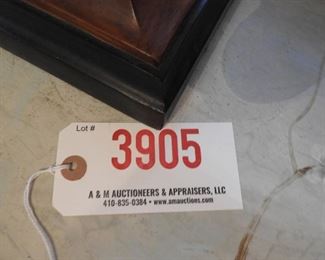 Lot #
3905
A & M AUCTIONEERS & APPRAISERS, LLC
410-835-0384 • www.amauctions.com